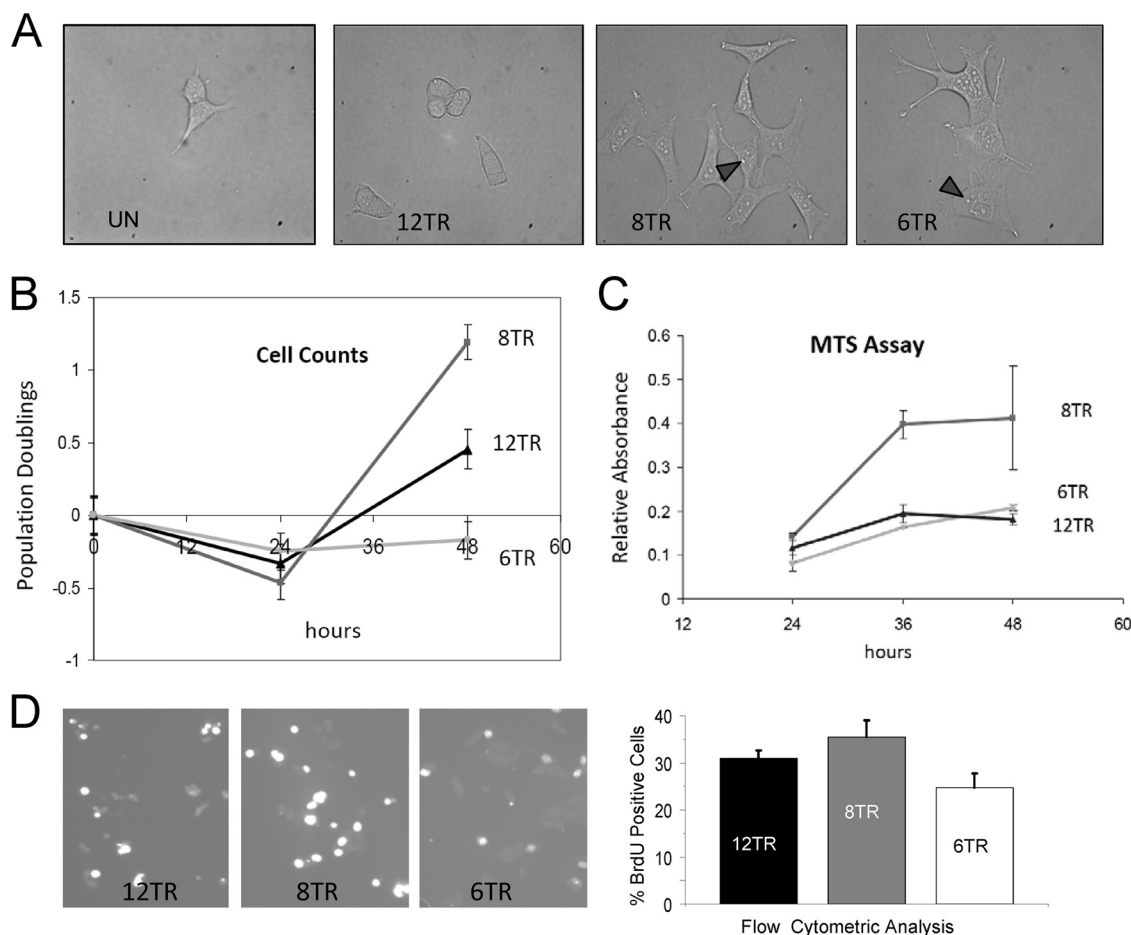 A
UN
12TR
8TR
6TR
B
Cell Counts
Population Doublings
1.5
1
0.5
0
-0.5
-1
0
12
24
36
48
60
hours
8TR
12TR
6TR
C
MTS Assay
Relative Absorbance
0.6
0.5
0.4
0.3
0.2
0.1
0
12
24
36
48
60
hours
8TR
6TR
12TR
D
12TR
8TR
6TR
% BrdU Positive Cells
40
30
20
10
0
12TR
8TR
6TR
Flow Cytometric Analysis